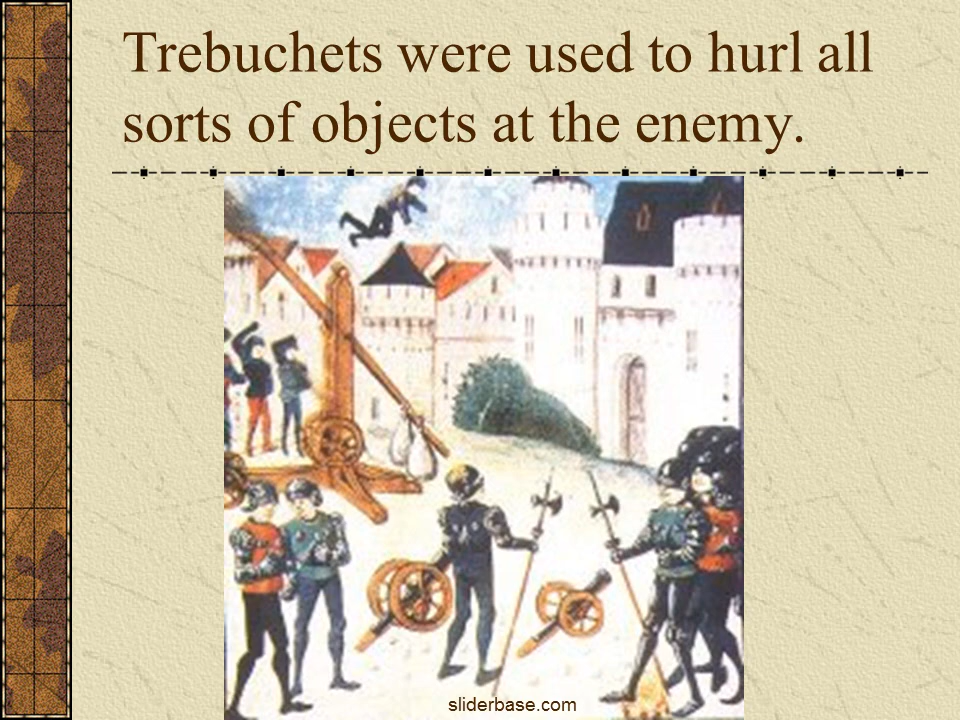 Trebuchets were used to hurl all
sorts of objects at the enemy.
sliderbase.com